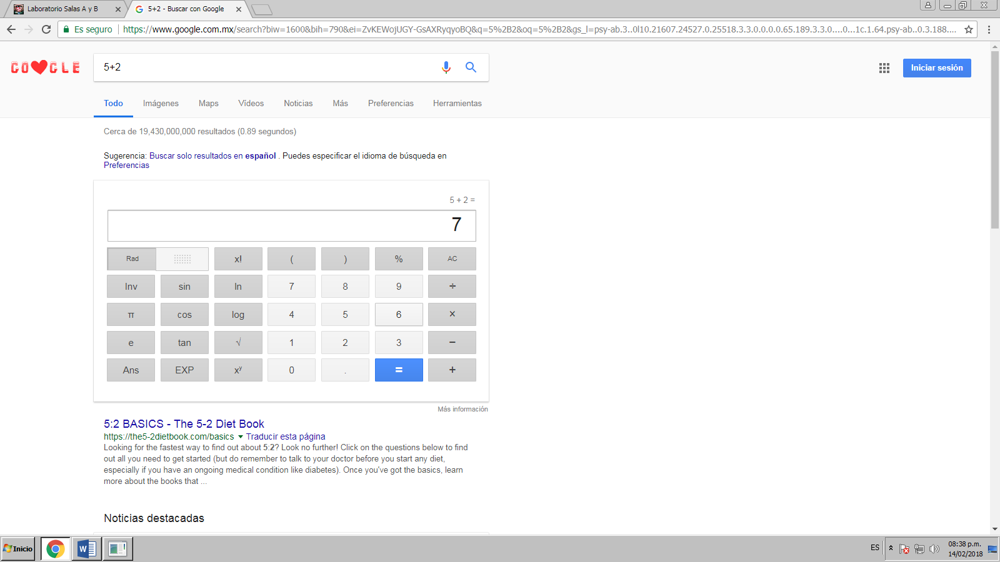 Laboratorio Salas A y B
5+2 - Buscar con Google
Es seguro
https://www.google.com.mx/search?biw=1600&bih=790&ei=ZvKEWojUGY-GsAXRyqyoBQ&q=5%2B2&oq=5%2B2&gs_l=psy-ab.3..0l10.21607.24527.0.25518.3.3.0.0.0.0.65.189.3.3.0....0...1c.1.64.psy-ab..0.3.188....
GO GLE
5+2
Iniciar sesión
Todo Imágenes Maps Vídeos Noticias Más Preferencias Herramientas
Cerca de 19,430,000,000 resultados (0.89 segundos)
Sugerencia: Buscar solo resultados en español . Puedes especificar el idioma de búsqueda en
Preferencias
5 + 2 =
7
Rad x! ( ) % AC
Inv sin ln 7 8 9 ÷
π cos log 4 5 6 ×
e tan √ 1 2 3 −
Ans EXP xʸ 0 . = +
Más información
5:2 BASICS - The 5-2 Diet Book
https://the5-2dietbook.com/basics Traducir esta página
Looking for the fastest way to find out about 5:2? Look no further! Click on the questions below to find
out all you need to get started (but do remember to talk to your doctor before you start any diet,
especially if you have an ongoing medical condition like diabetes). Once you've got the basics, learn
more about the books that ...
Noticias destacadas
Inicio
ES
08:38 p.m.
14/02/2018